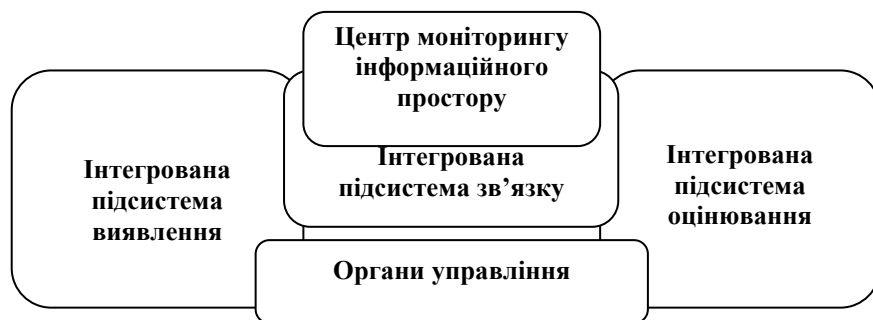 Центр моніторингу
інформаційного
простору
Інтегрована
підсистема
виявлення
Інтегрована
підсистема зв’язку
Інтегрована
підсистема
оцінювання
Органи управління